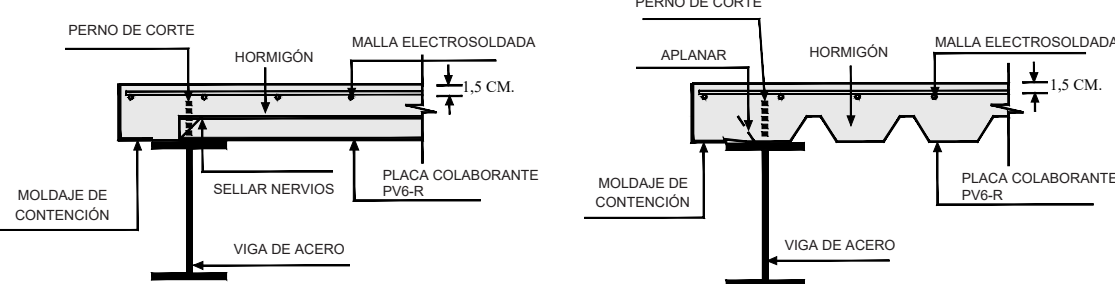 PERNO DE CORTE
HORMIGÓN
MALLA ELECTROSOLDADA
1,5 CM.
MOLDAJE DE
CONTENCIÓN
SELLAR NERVIOS
PLACA COLABORANTE
PV6-R
VIGA DE ACERO
PERNO DE CORTE
APLANAR
HORMIGÓN
MALLA ELECTROSOLDADA
1,5 CM.
MOLDAJE DE
CONTENCIÓN
PLACA COLABORANTE
PV6-R
VIGA DE ACERO